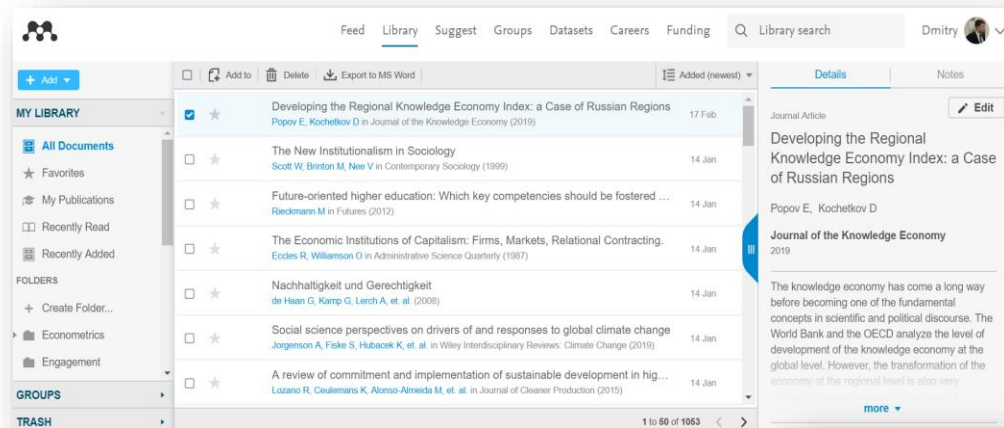 Feed Library Suggest Groups Datasets Careers Funding Library search Dmitry
+ Add
MY LIBRARY
All Documents
Favorites
My Publications
Recently Read
Recently Added
FOLDERS
+ Create Folder...
Econometrics
Engagement
GROUPS
TRASH
Add to Delete Export to MS Word Added (newest)
Developing the Regional Knowledge Economy Index: a Case of Russian Regions
Popov E, Kochetkov D in Journal of the Knowledge Economy (2019)
17 Feb
The New Institutionalism in Sociology
Scott W, Brinton M, Nee V in Contemporary Sociology (1999)
14 Jan
Future-oriented higher education: Which key competencies should be fostered ...
Rieckmann M in Futures (2012)
14 Jan
The Economic Institutions of Capitalism: Firms, Markets, Relational Contracting.
Eccles R, Williamson O in Administrative Science Quarterly (1987)
14 Jan
Nachhaltigkeit und Gerechtigkeit
de Haan G, Kamp G, Lerch A, et. al. (2008)
14 Jan
Social science perspectives on drivers of and responses to global climate change
Jorgenson A, Fiske S, Hubacek K, et. al. in Wiley Interdisciplinary Reviews: Climate Change (2019)
14 Jan
A review of commitment and implementation of sustainable development in hig...
Lozano R, Ceulemans K, Alonso-Almeida M, et. al. in Journal of Cleaner Production (2015)
14 Jan
1 to 50 of 1053
Details Notes
Journal Article
Edit
Developing the Regional
Knowledge Economy Index: a Case
of Russian Regions
Popov E, Kochetkov D
Journal of the Knowledge Economy
2019
The knowledge economy has come a long way
before becoming one of the fundamental
concepts in scientific and political discourse. The
World Bank and the OECD analyze the level of
development of the knowledge economy at the
global level. However, the transformation of the
economy at the regional level is also very
more